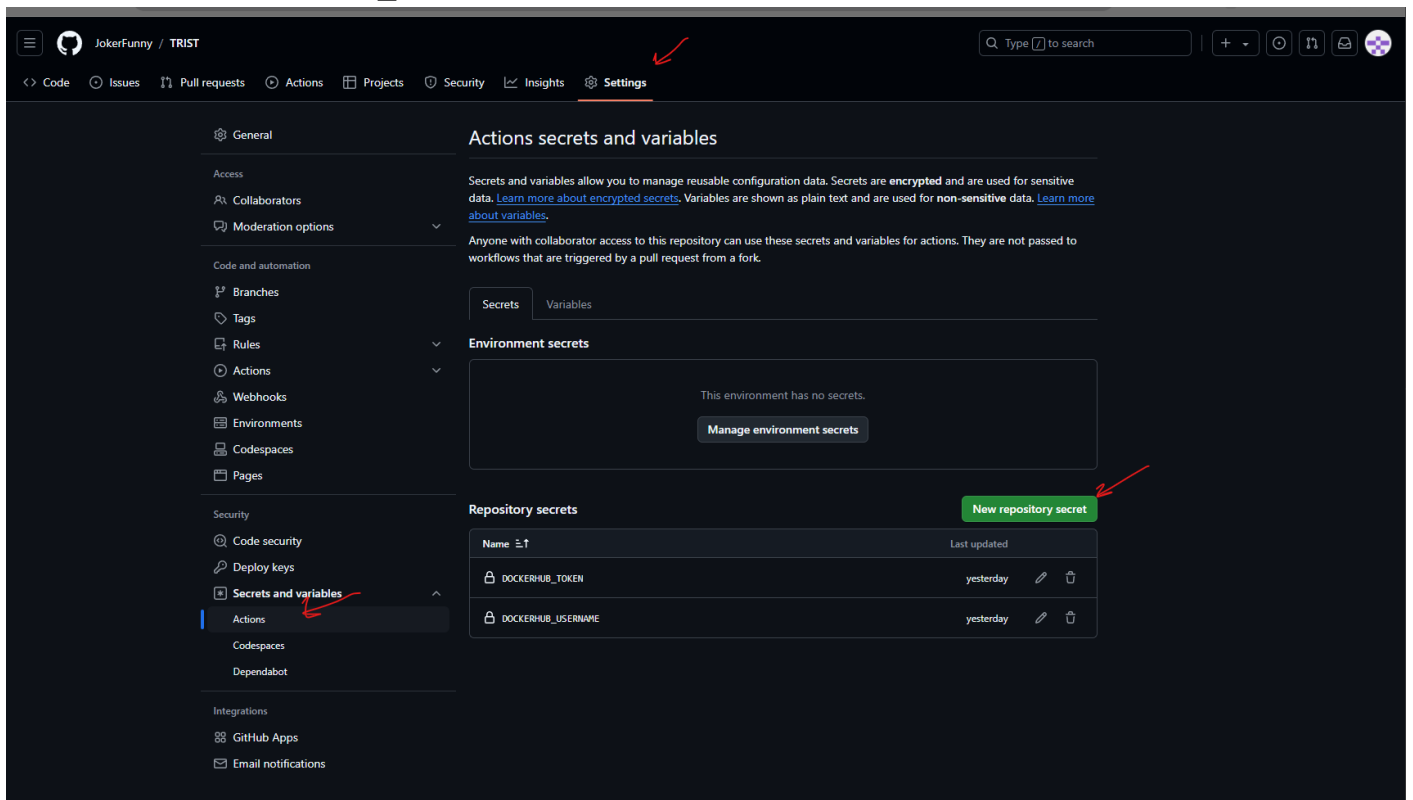 JokerFunny / TRIST
Type / to search
Code Issues Pull requests Actions Projects Security Insights Settings
General
Access
Collaborators
Moderation options
Code and automation
Branches
Tags
Rules
Actions
Webhooks
Environments
Codespaces
Pages
Security
Code security
Deploy keys
Secrets and variables
Actions
Codespaces
Dependabot
Integrations
GitHub Apps
Email notifications
Actions secrets and variables
Secrets and variables allow you to manage reusable configuration data. Secrets are encrypted and are used for sensitive
data. Learn more about encrypted secrets. Variables are shown as plain text and are used for non-sensitive data. Learn more
about variables.
Anyone with collaborator access to this repository can use these secrets and variables for actions. They are not passed to
workflows that are triggered by a pull request from a fork.
Secrets Variables
Environment secrets
This environment has no secrets.
Manage environment secrets
Repository secrets New repository secret
Name Last updated
DOCKERHUB_TOKEN yesterday
DOCKERHUB_USERNAME yesterday